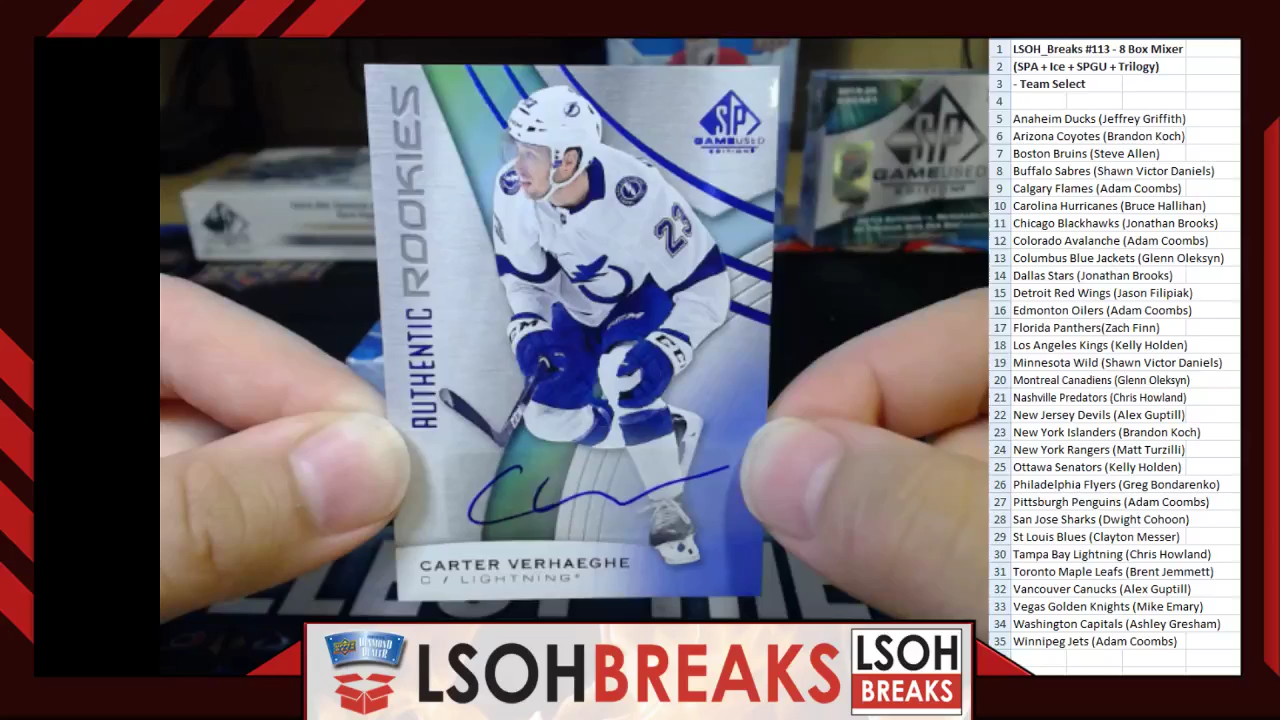 AUTHENTIC ROOKIES
SP
GAMEUSED
EDITION
23
CCM
CARTER VERHAEGHE
C / LIGHTNING
SP
GAMEUSED
EDITION
1 LSOH_Breaks #113 - 8 Box Mixer
2 (SPA + Ice + SPGU + Trilogy)
3 - Team Select
4
5 Anaheim Ducks (Jeffrey Griffith)
6 Arizona Coyotes (Brandon Koch)
7 Boston Bruins (Steve Allen)
8 Buffalo Sabres (Shawn Victor Daniels)
9 Calgary Flames (Adam Coombs)
10 Carolina Hurricanes (Bruce Hallihan)
11 Chicago Blackhawks (Jonathan Brooks)
12 Colorado Avalanche (Adam Coombs)
13 Columbus Blue Jackets (Glenn Oleksyn)
14 Dallas Stars (Jonathan Brooks)
15 Detroit Red Wings (Jason Filipiak)
16 Edmonton Oilers (Adam Coombs)
17 Florida Panthers(Zach Finn)
18 Los Angeles Kings (Kelly Holden)
19 Minnesota Wild (Shawn Victor Daniels)
20 Montreal Canadiens (Glenn Oleksyn)
21 Nashville Predators (Chris Howland)
22 New Jersey Devils (Alex Guptill)
23 New York Islanders (Brandon Koch)
24 New York Rangers (Matt Turzilli)
25 Ottawa Senators (Kelly Holden)
26 Philadelphia Flyers (Greg Bondarenko)
27 Pittsburgh Penguins (Adam Coombs)
28 San Jose Sharks (Dwight Cohoon)
29 St Louis Blues (Clayton Messer)
30 Tampa Bay Lightning (Chris Howland)
31 Toronto Maple Leafs (Brent Jemmett)
32 Vancouver Canucks (Alex Guptill)
33 Vegas Golden Knights (Mike Emary)
34 Washington Capitals (Ashley Gresham)
35 Winnipeg Jets (Adam Coombs)
DIAMOND
DEALER
LSOHBREAKS
LSOH
BREAKS